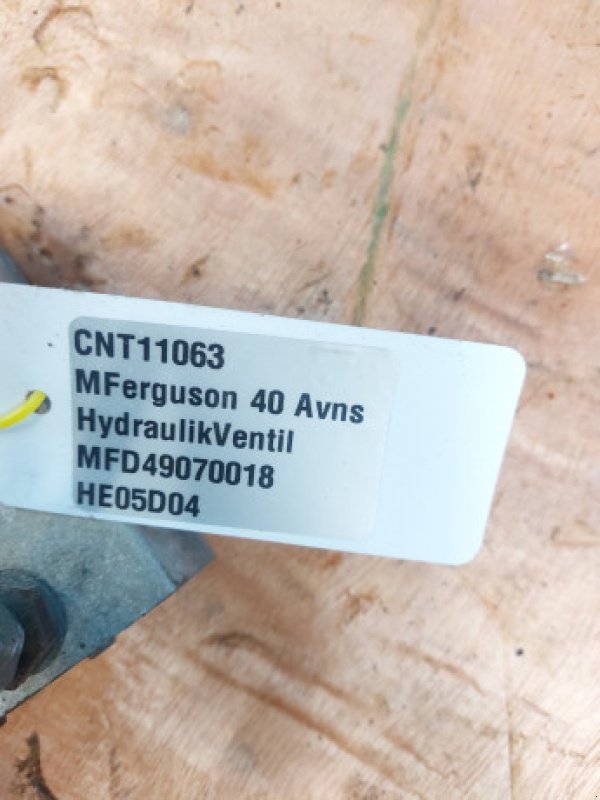 CNT11063
MFerguson 40 Avns
HydraulikVentil
MFD49070018
HE05D04